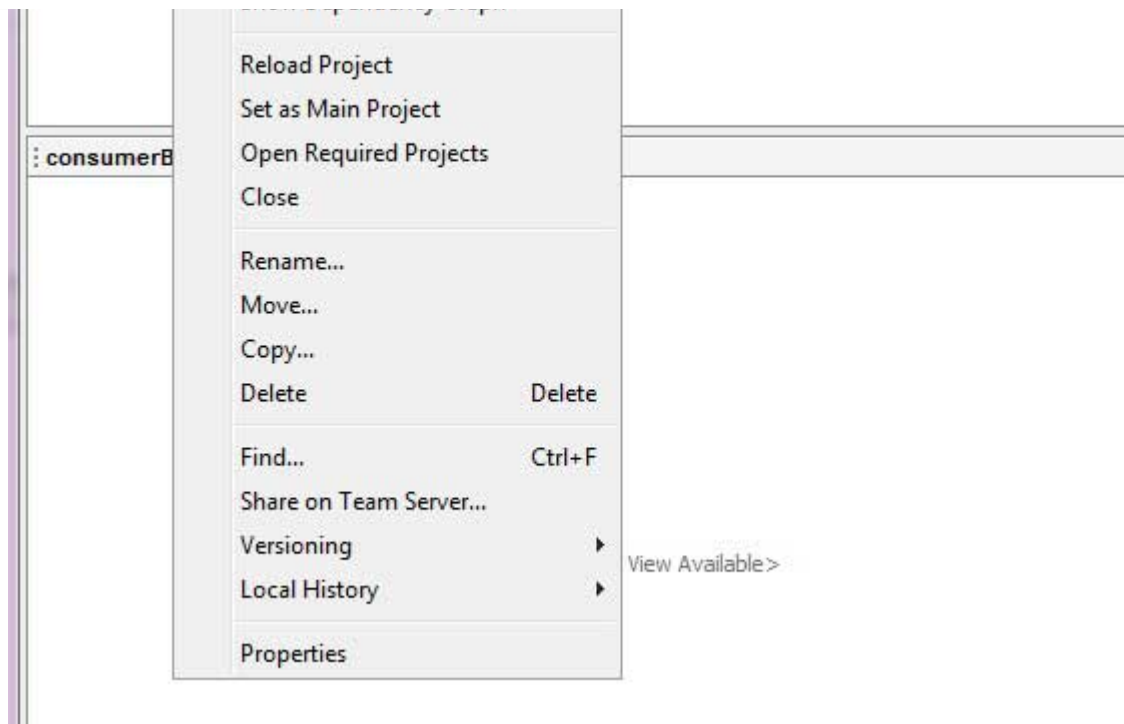 Reload Project
Set as Main Project
Open Required Projects
consumerB
Close
Rename...
Move...
Copy...
Delete Delete
Find... Ctrl+F
Share on Team Server...
Versioning
View Available>
Local History
Properties